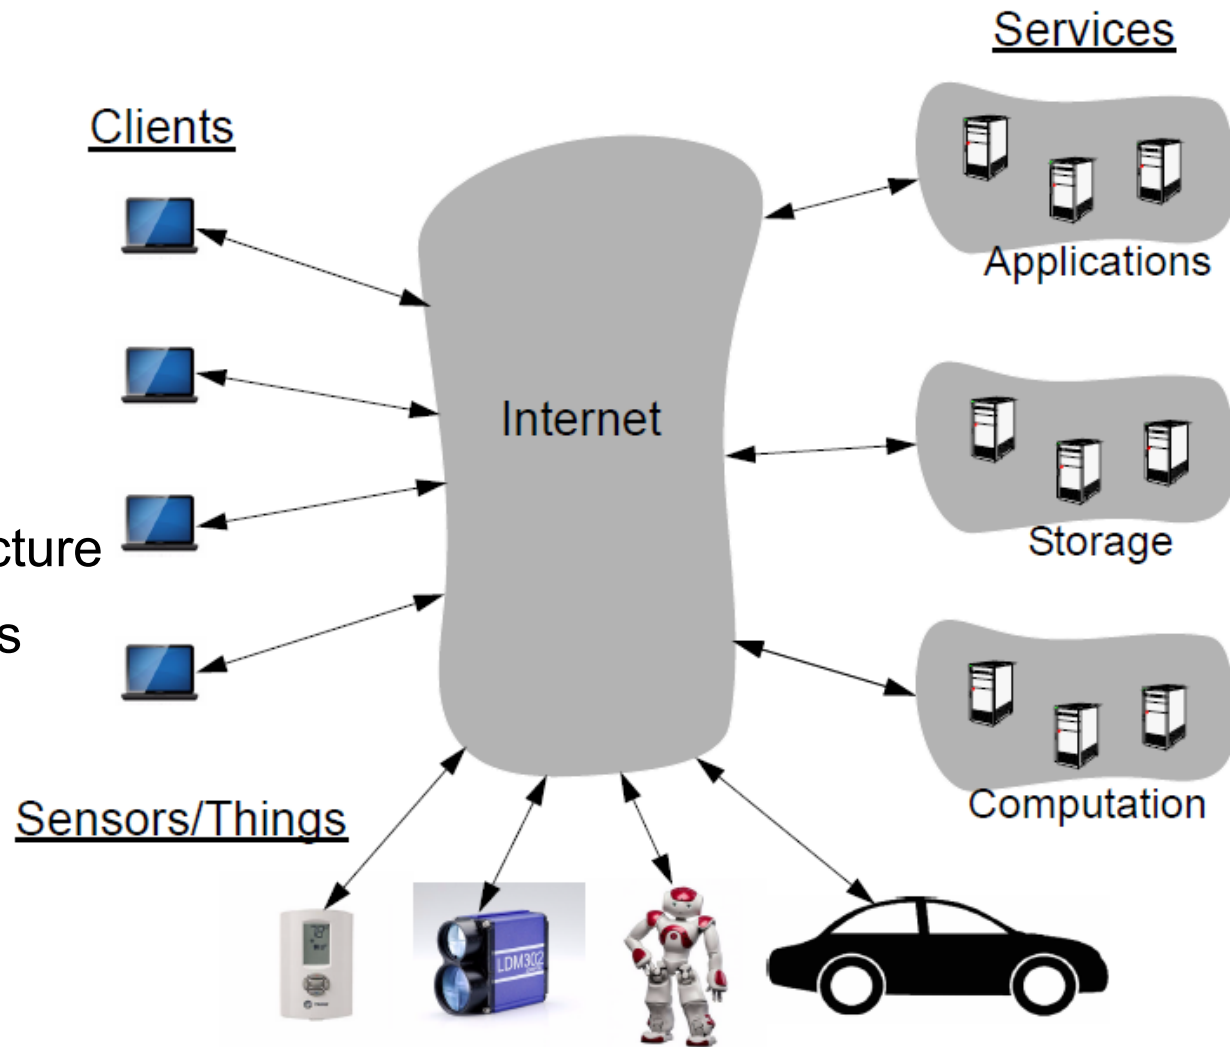 Services
Clients
Applications
Internet
cture
Storage
s
Computation
Sensors/Things
LDM302